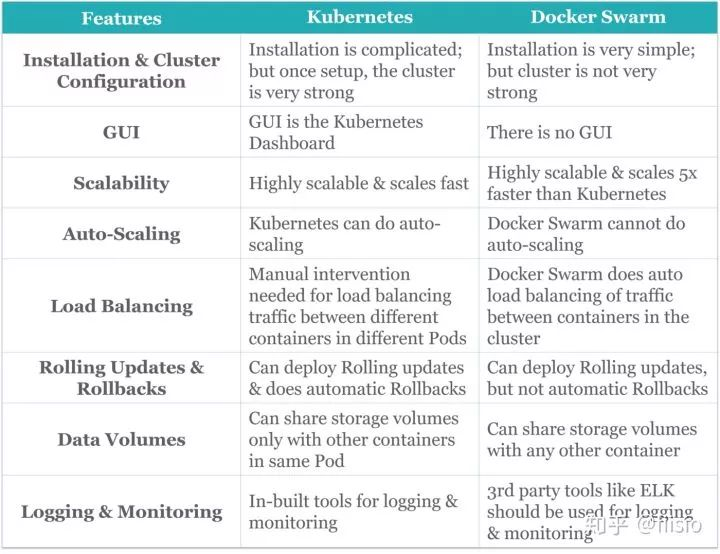 Features Kubernetes Docker Swarm
Installation & Cluster
Configuration
Installation is complicated;
but once setup, the cluster
is very strong
Installation is very simple;
but cluster is not very
strong
GUI
GUI is the Kubernetes
Dashboard
There is no GUI
Scalability
Highly scalable & scales fast
Highly scalable & scales 5x
faster than Kubernetes
Auto-Scaling
Kubernetes can do auto-
scaling
Docker Swarm cannot do
auto-scaling
Load Balancing
Manual intervention
needed for load balancing
traffic between different
containers in different Pods
Docker Swarm does auto
load balancing of traffic
between containers in the
cluster
Rolling Updates &
Rollbacks
Can deploy Rolling updates
& does automatic Rollbacks
Can deploy Rolling updates,
but not automatic Rollbacks
Data Volumes
Can share storage volumes
only with other containers
in same Pod
Can share storage volumes
with any other container
Logging & Monitoring
In-built tools for logging &
monitoring
3rd party tools like ELK
should be used for logging
& monitoring
知乎